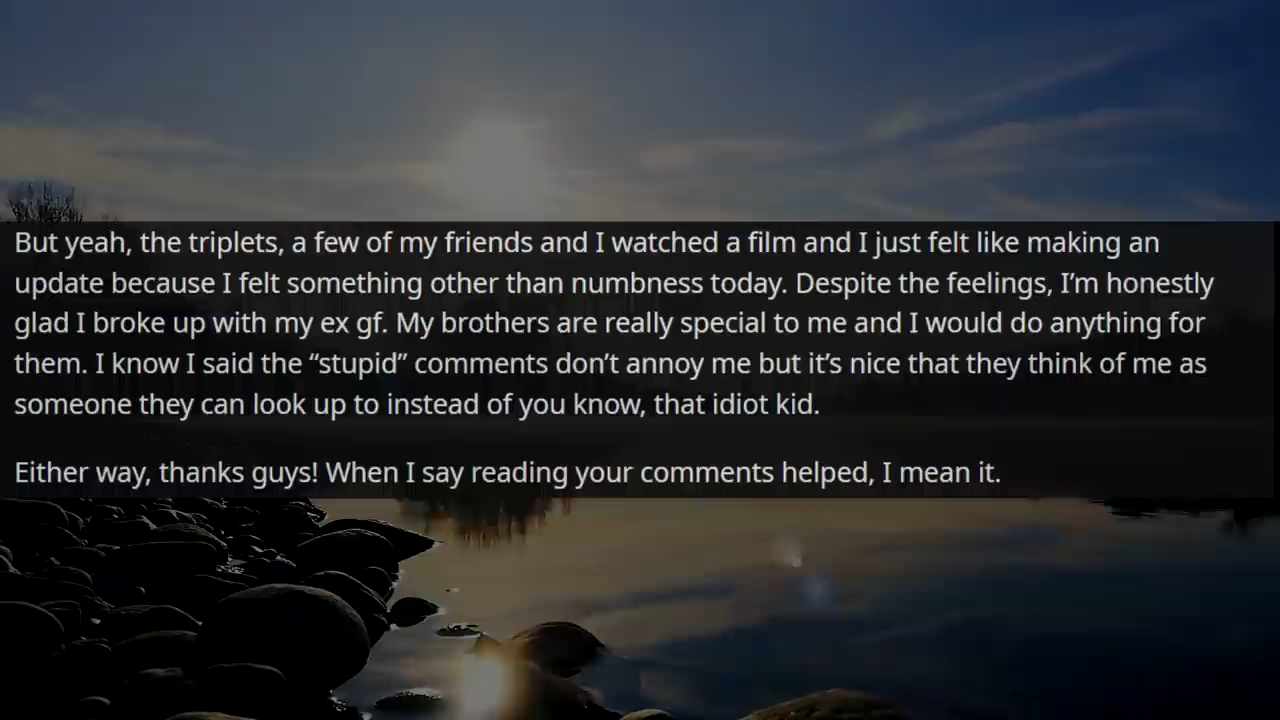 But yeah, the triplets, a few of my friends and I watched a film and I just felt like making an
update because I felt something other than numbness today. Despite the feelings, I’m honestly
glad I broke up with my ex gf. My brothers are really special to me and I would do anything for
them. I know I said the “stupid” comments don’t annoy me but it’s nice that they think of me as
someone they can look up to instead of you know, that idiot kid.
Either way, thanks guys! When I say reading your comments helped, I mean it.